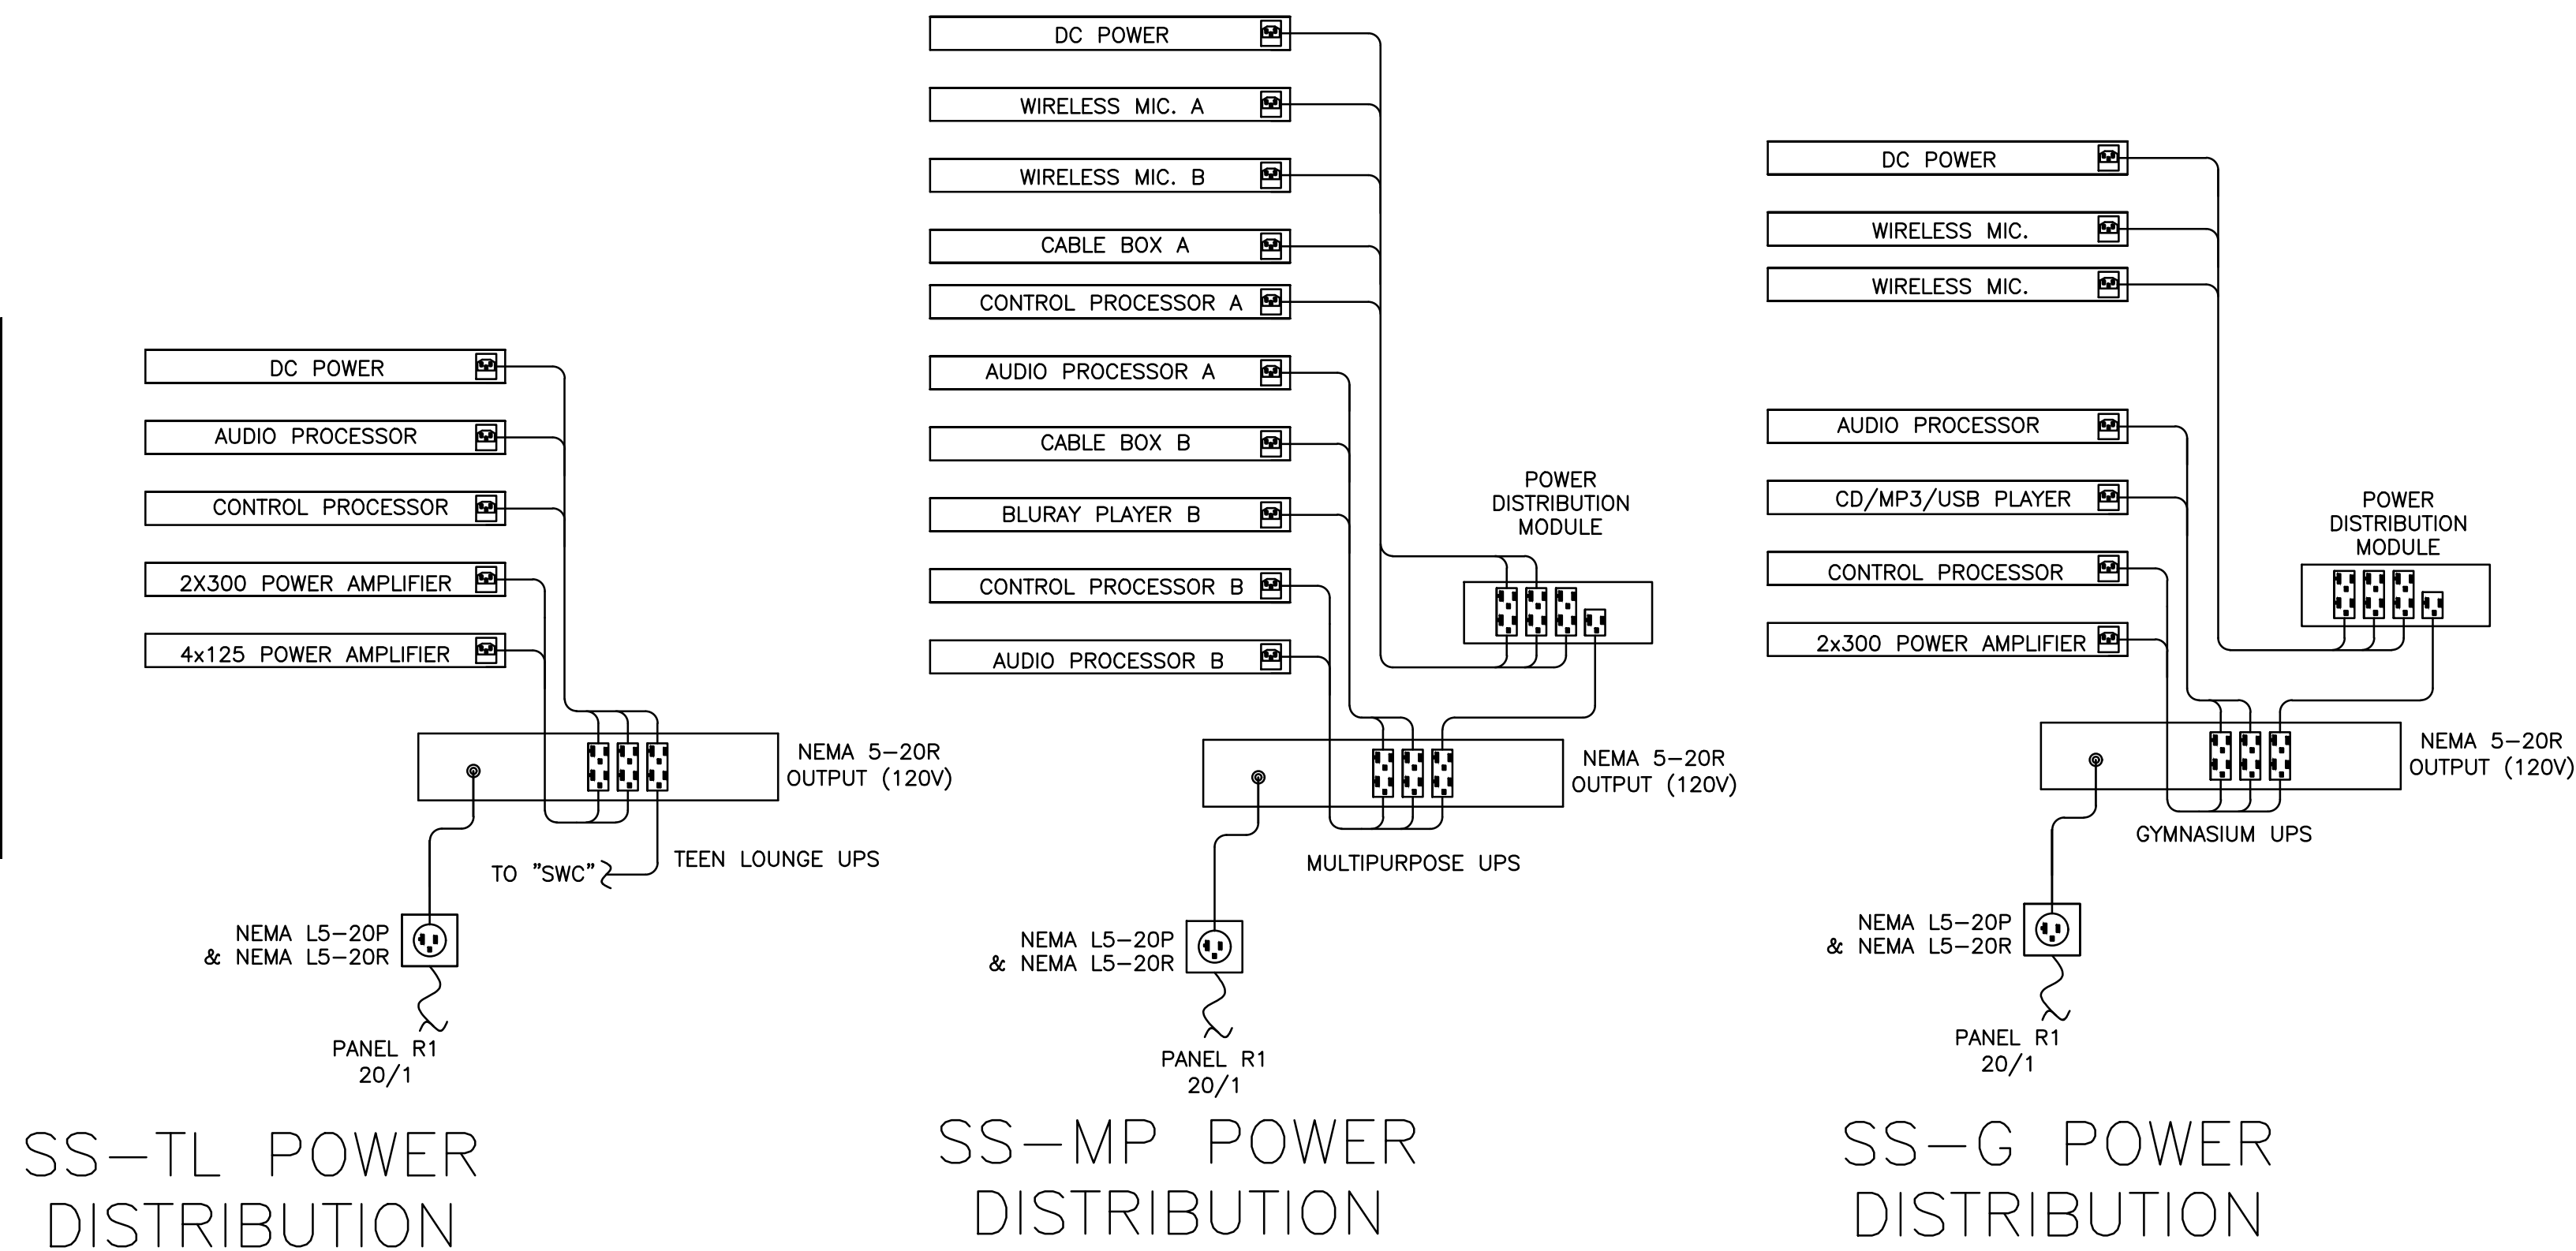 DC POWER
AUDIO PROCESSOR
CONTROL PROCESSOR
2X300 POWER AMPLIFIER
4x125 POWER AMPLIFIER
NEMA 5-20R
OUTPUT (120V)
TO "SWC"
TEEN LOUNGE UPS
NEMA L5-20P
& NEMA L5-20R
PANEL R1
20/1
SS-TL POWER
DISTRIBUTION
DC POWER
WIRELESS MIC. A
WIRELESS MIC. B
CABLE BOX A
CONTROL PROCESSOR A
AUDIO PROCESSOR A
CABLE BOX B
BLURAY PLAYER B
CONTROL PROCESSOR B
AUDIO PROCESSOR B
POWER
DISTRIBUTION
MODULE
NEMA 5-20R
OUTPUT (120V)
MULTIPURPOSE UPS
NEMA L5-20P
& NEMA L5-20R
PANEL R1
20/1
SS-MP POWER
DISTRIBUTION
DC POWER
WIRELESS MIC.
WIRELESS MIC.
AUDIO PROCESSOR
CD/MP3/USB PLAYER
CONTROL PROCESSOR
2x300 POWER AMPLIFIER
POWER
DISTRIBUTION
MODULE
NEMA 5-20R
OUTPUT (120V)
GYMNASIUM UPS
NEMA L5-20P
& NEMA L5-20R
PANEL R1
20/1
SS-G POWER
DISTRIBUTION